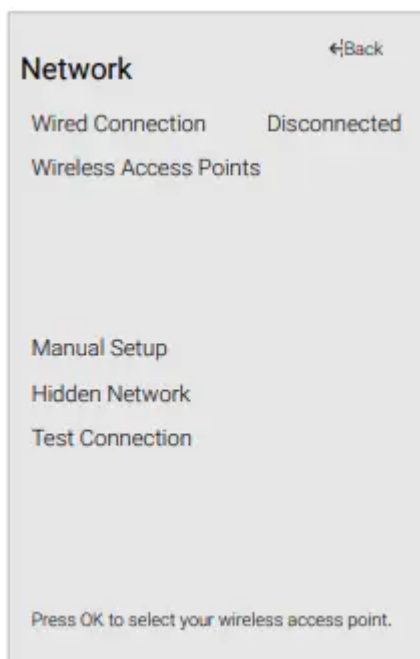 Back
Network
Wired Connection Disconnected
Wireless Access Points
Manual Setup
Hidden Network
Test Connection
Press OK to select your wireless access point.